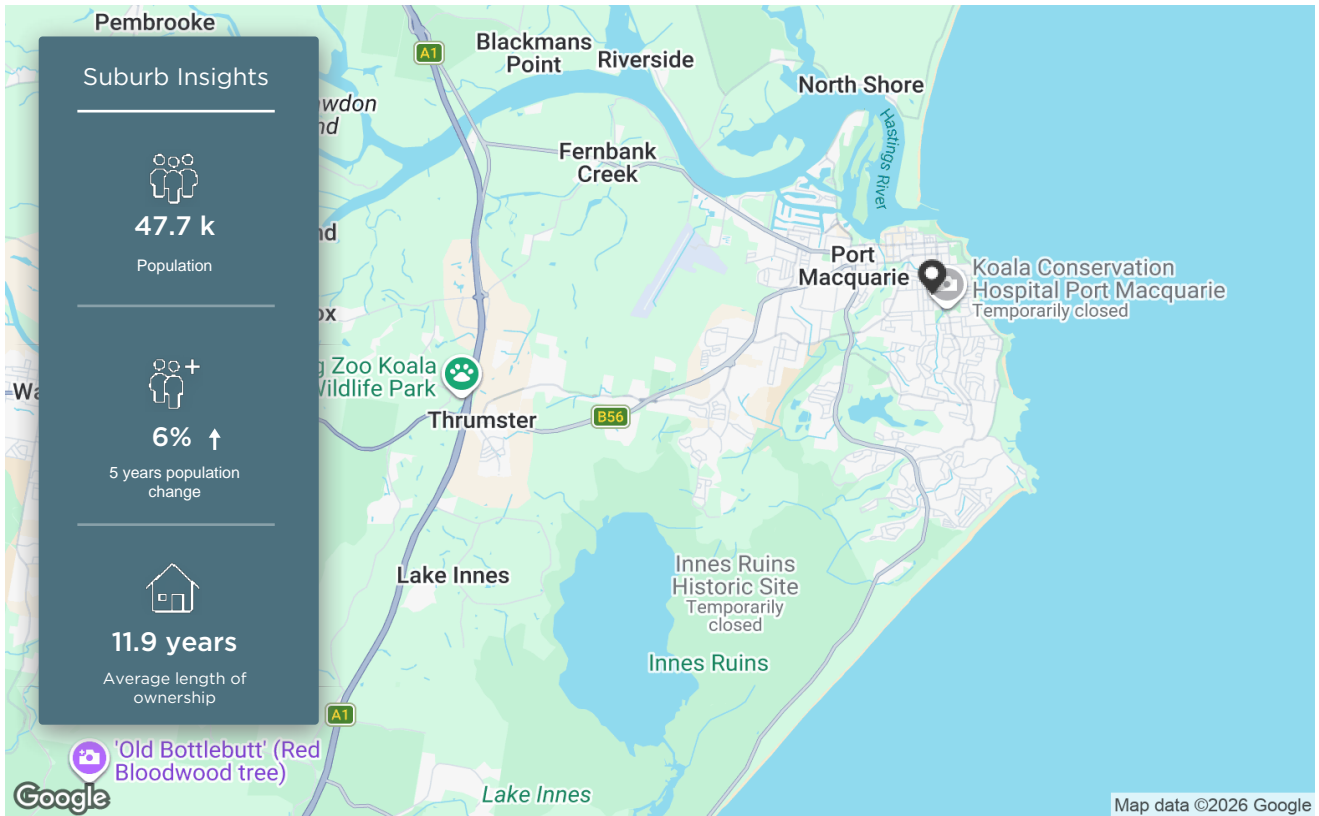 Pembrooke
Suburb Insights
47.7 k
Population
6%
5 years population
change
11.9 years
Average length of
ownership
A1
Blackmans
Point
Riverside
North Shore
Hastings River
Fernbank
Creek
Port
Macquarie
Koala Conservation
Hospital Port Macquarie
Temporarily closed
Zoo Koala
Wildlife Park
Thrumster
B56
Lake Innes
Innes Ruins
Historic Site
Temporarily
closed
Innes Ruins
A1
'Old Bottlebutt' (Red
Bloodwood tree)
Lake Innes
Google
Map data ©2026 Google